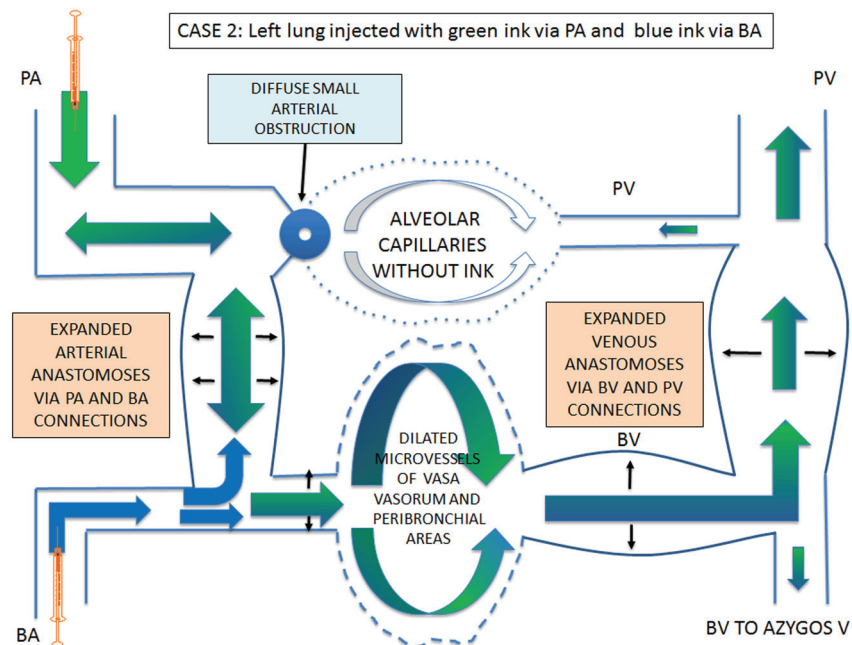 CASE 2: Left lung injected with green ink via PA and blue ink via BA
PA
PV
DIFFUSE SMALL
ARTERIAL
OBSTRUCTION
PV
ALVEOLAR
CAPILLARIES
WITHOUT INK
EXPANDED
ARTERIAL
ANASTOMOSES
VIA PA AND BA
CONNECTIONS
EXPANDED
VENOUS
ANASTOMOSES
VIA BV AND PV
CONNECTIONS
BV
DILATED
MICROVESSELS
OF VASA
VASORUM AND
PERIBRONCHIAL
AREAS
BA
BV TO AZYGOS V